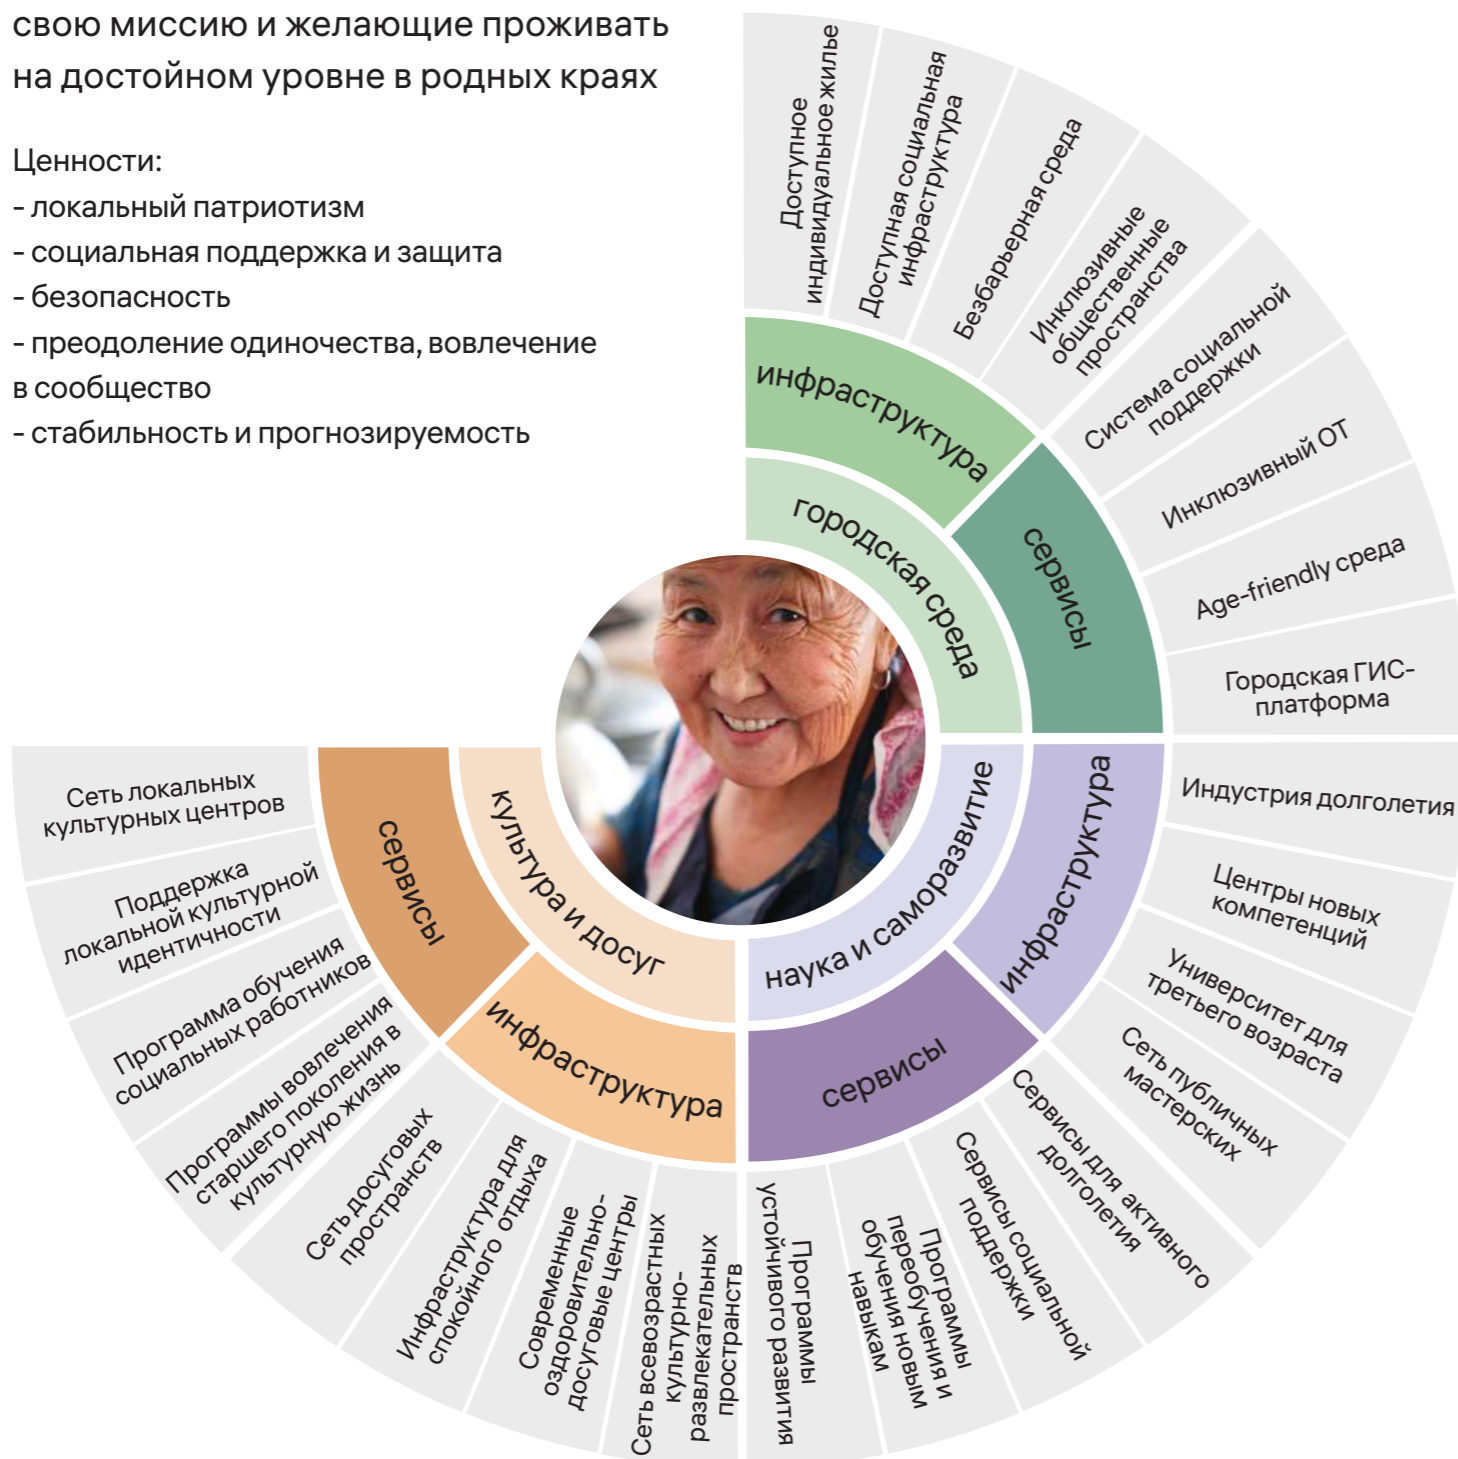 свою миссию и желающие проживать
на достойном уровне в родных краях
Ценности:
- локальный патриотизм
- социальная поддержка и защита
- безопасность
- преодоление одиночества, вовлечение
в сообщество
- стабильность и прогнозируемость
городская среда
инфраструктура
Доступное
индивидуальное жилье
Доступная социальная
инфраструктура
Безбарьерная среда
Инклюзивные
общественные
пространства
сервисы
Система социальной
поддержки
Инклюзивный ОТ
Age-friendly среда
Городская ГИС-
платформа
наука и саморазвитие
инфраструктура
Индустрия долголетия
Центры новых
компетенций
Университет для
третьего возраста
Сеть публичных
мастерских
сервисы
Сервисы для активного
долголетия
Сервисы социальной
поддержки
Программы
переобучения и
обучения новым
навыкам
Программы
устойчивого развития
культура и досуг
инфраструктура
Сеть всевозрастных
культурно-
развлекательных
пространств
Современные
оздоровительно-
досуговые центры
Инфраструктура для
спокойного отдыха
Сеть досуговых
пространств
сервисы
Программы вовлечения
старшего поколения в
культурную жизнь
Программа обучения
социальных работников
Поддержка
локальной культурной
идентичности
Сеть локальных
культурных центров